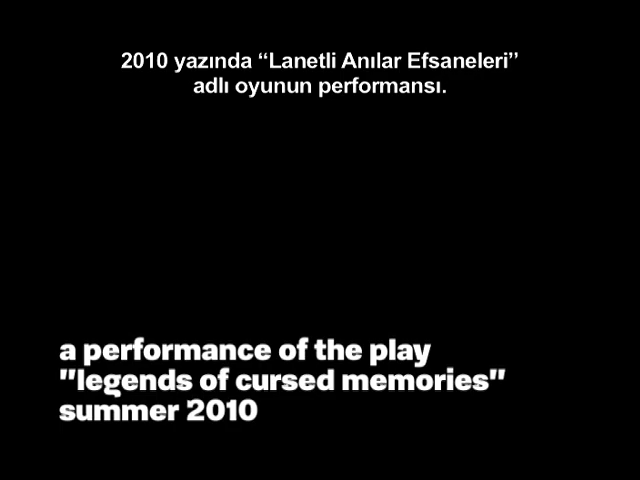 2010 yazında “Lanetli Anılar Efsaneleri”
adlı oyunun performansı.
a performance of the play
"legends of cursed memories"
summer 2010